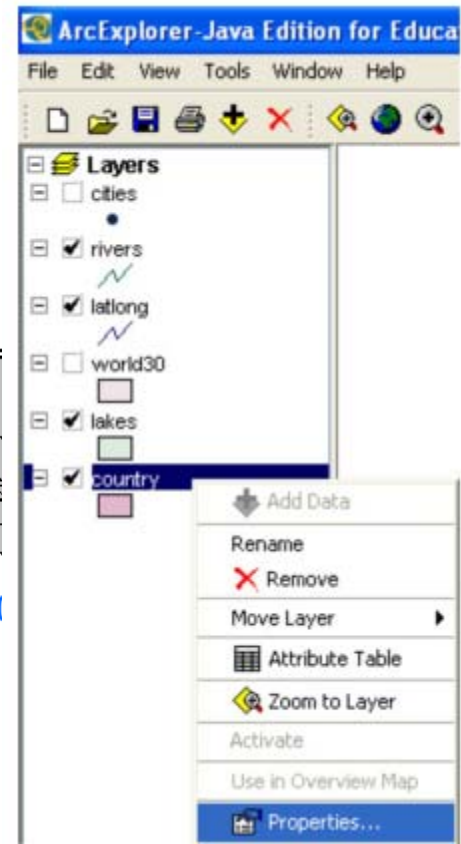 ArcExplorer-Java Edition for Educa
File Edit View Tools Window Help
Layers
cities
rivers
latlong
world30
lakes
country
Add Data
Rename
Remove
Move Layer
Attribute Table
Zoom to Layer
Activate
Use in Overview Map
Properties...